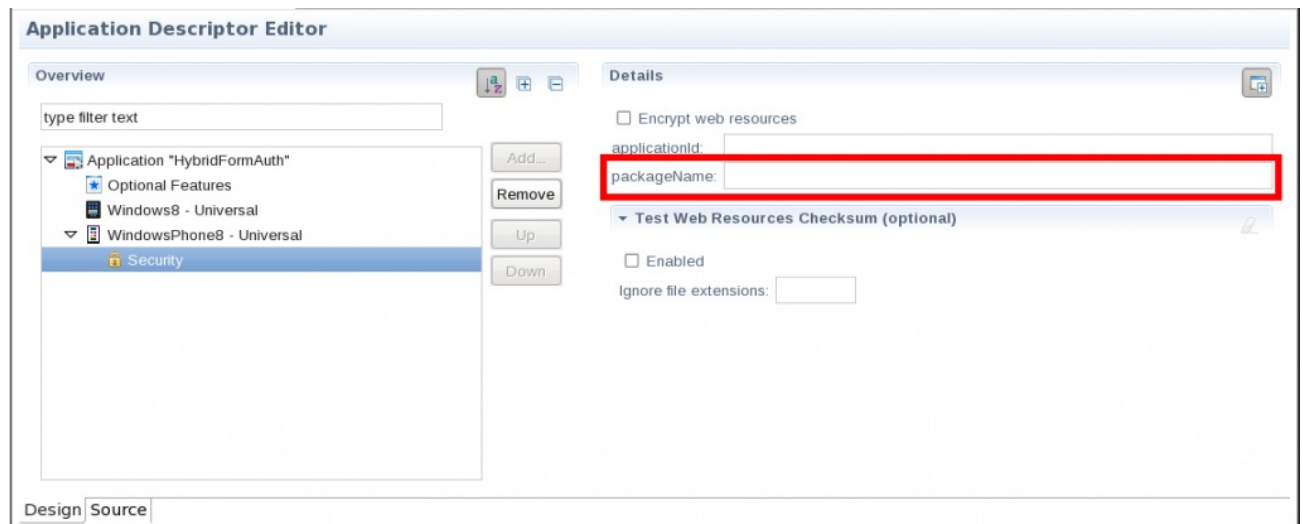 Application Descriptor Editor
Overview
type filter text
Application "HybridFormAuth"
Optional Features
Windows8 - Universal
WindowsPhone8 - Universal
Security
Add...
Remove
Up
Down
Details
Encrypt web resources
applicationId:
packageName:
Test Web Resources Checksum (optional)
Enabled
Ignore file extensions:
Design Source